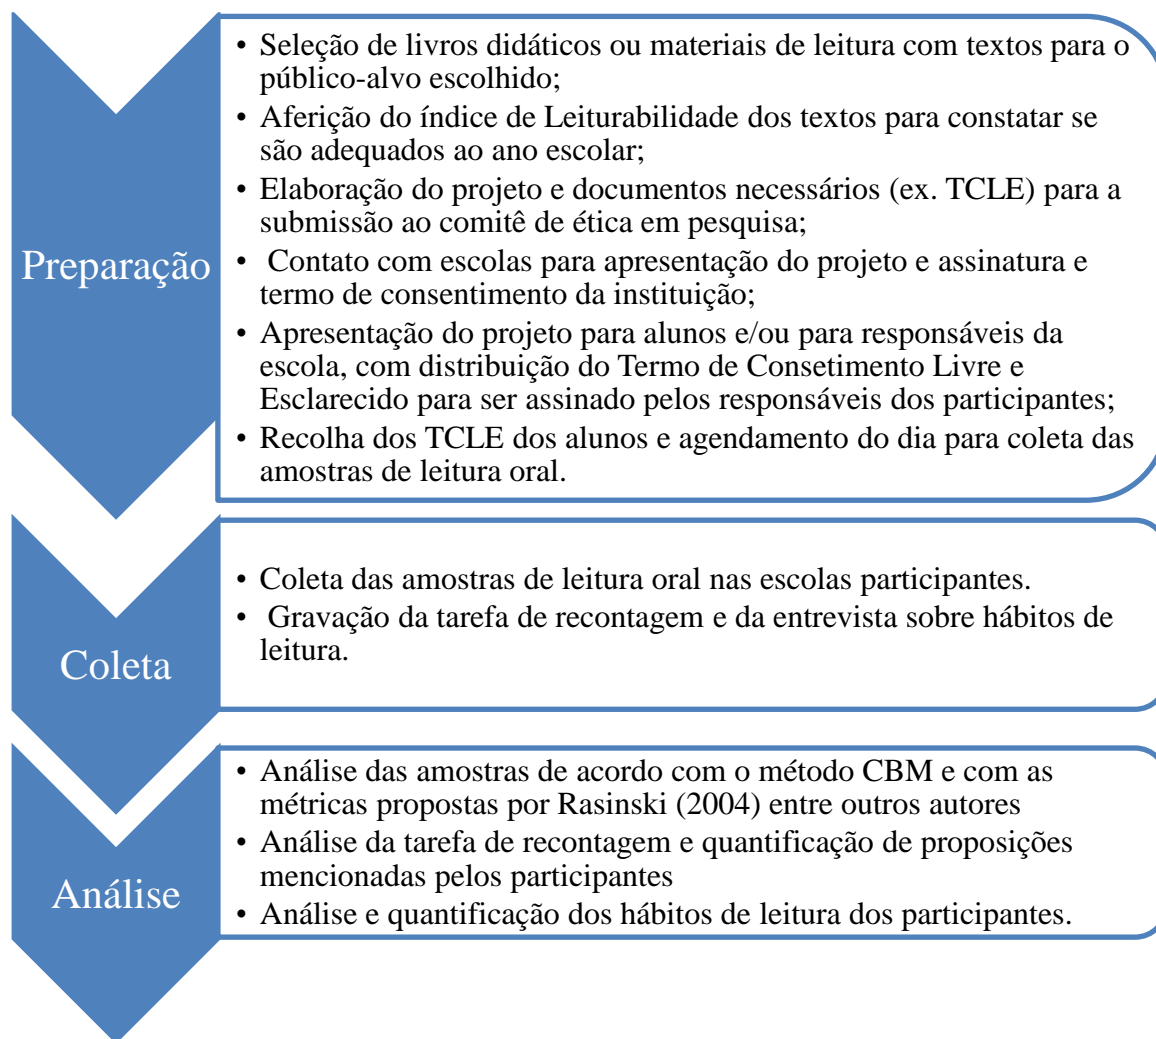 Preparação
• Seleção de livros didáticos ou materiais de leitura com textos para o
público-alvo escolhido;
• Aferição do índice de Leiturabilidade dos textos para constatar se
são adequados ao ano escolar;
• Elaboração do projeto e documentos necessários (ex. TCLE) para a
submissão ao comitê de ética em pesquisa;
• Contato com escolas para apresentação do projeto e assinatura e
termo de consentimento da instituição;
• Apresentação do projeto para alunos e/ou para responsáveis da
escola, com distribuição do Termo de Consetimento Livre e
Esclarecido para ser assinado pelos responsáveis dos participantes;
• Recolha dos TCLE dos alunos e agendamento do dia para coleta das
amostras de leitura oral.
Coleta
• Coleta das amostras de leitura oral nas escolas participantes.
• Gravação da tarefa de recontagem e da entrevista sobre hábitos de
leitura.
Análise
• Análise das amostras de acordo com o método CBM e com as
métricas propostas por Rasinski (2004) entre outros autores
• Análise da tarefa de recontagem e quantificação de proposições
mencionadas pelos participantes
• Análise e quantificação dos hábitos de leitura dos participantes.